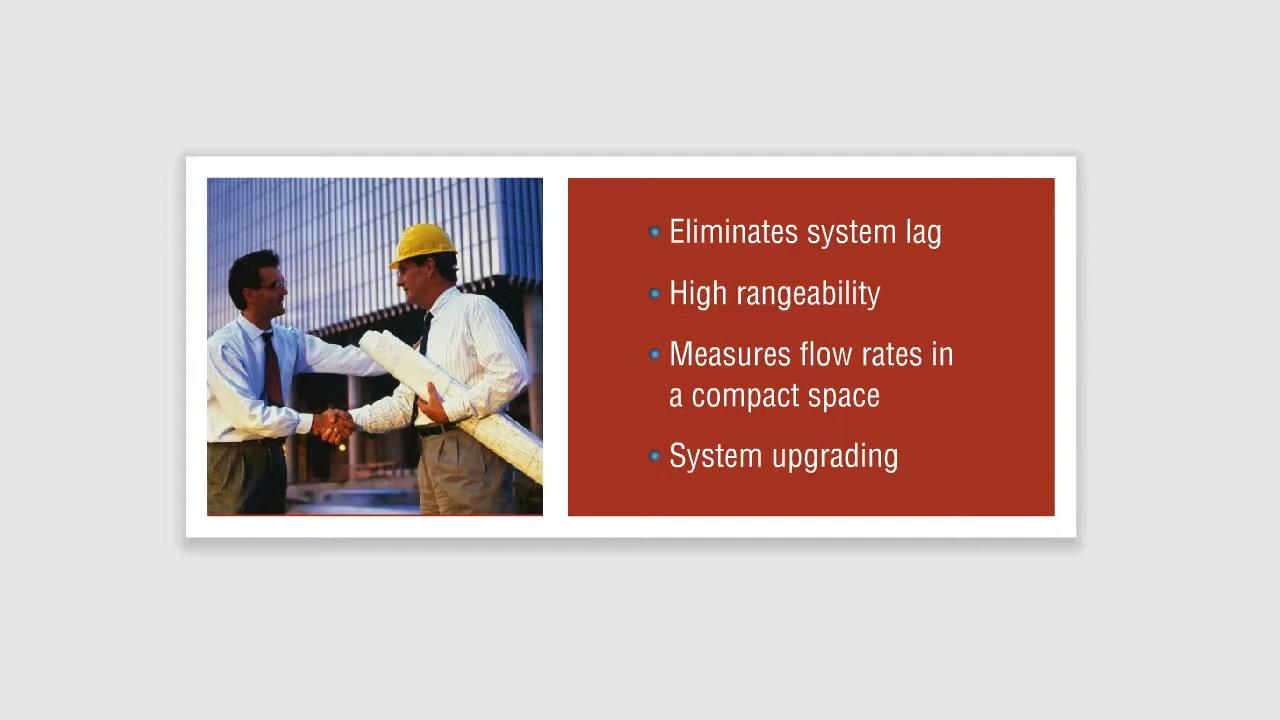 • Eliminates system lag
• High rangeability
• Measures flow rates in
a compact space
• System upgrading